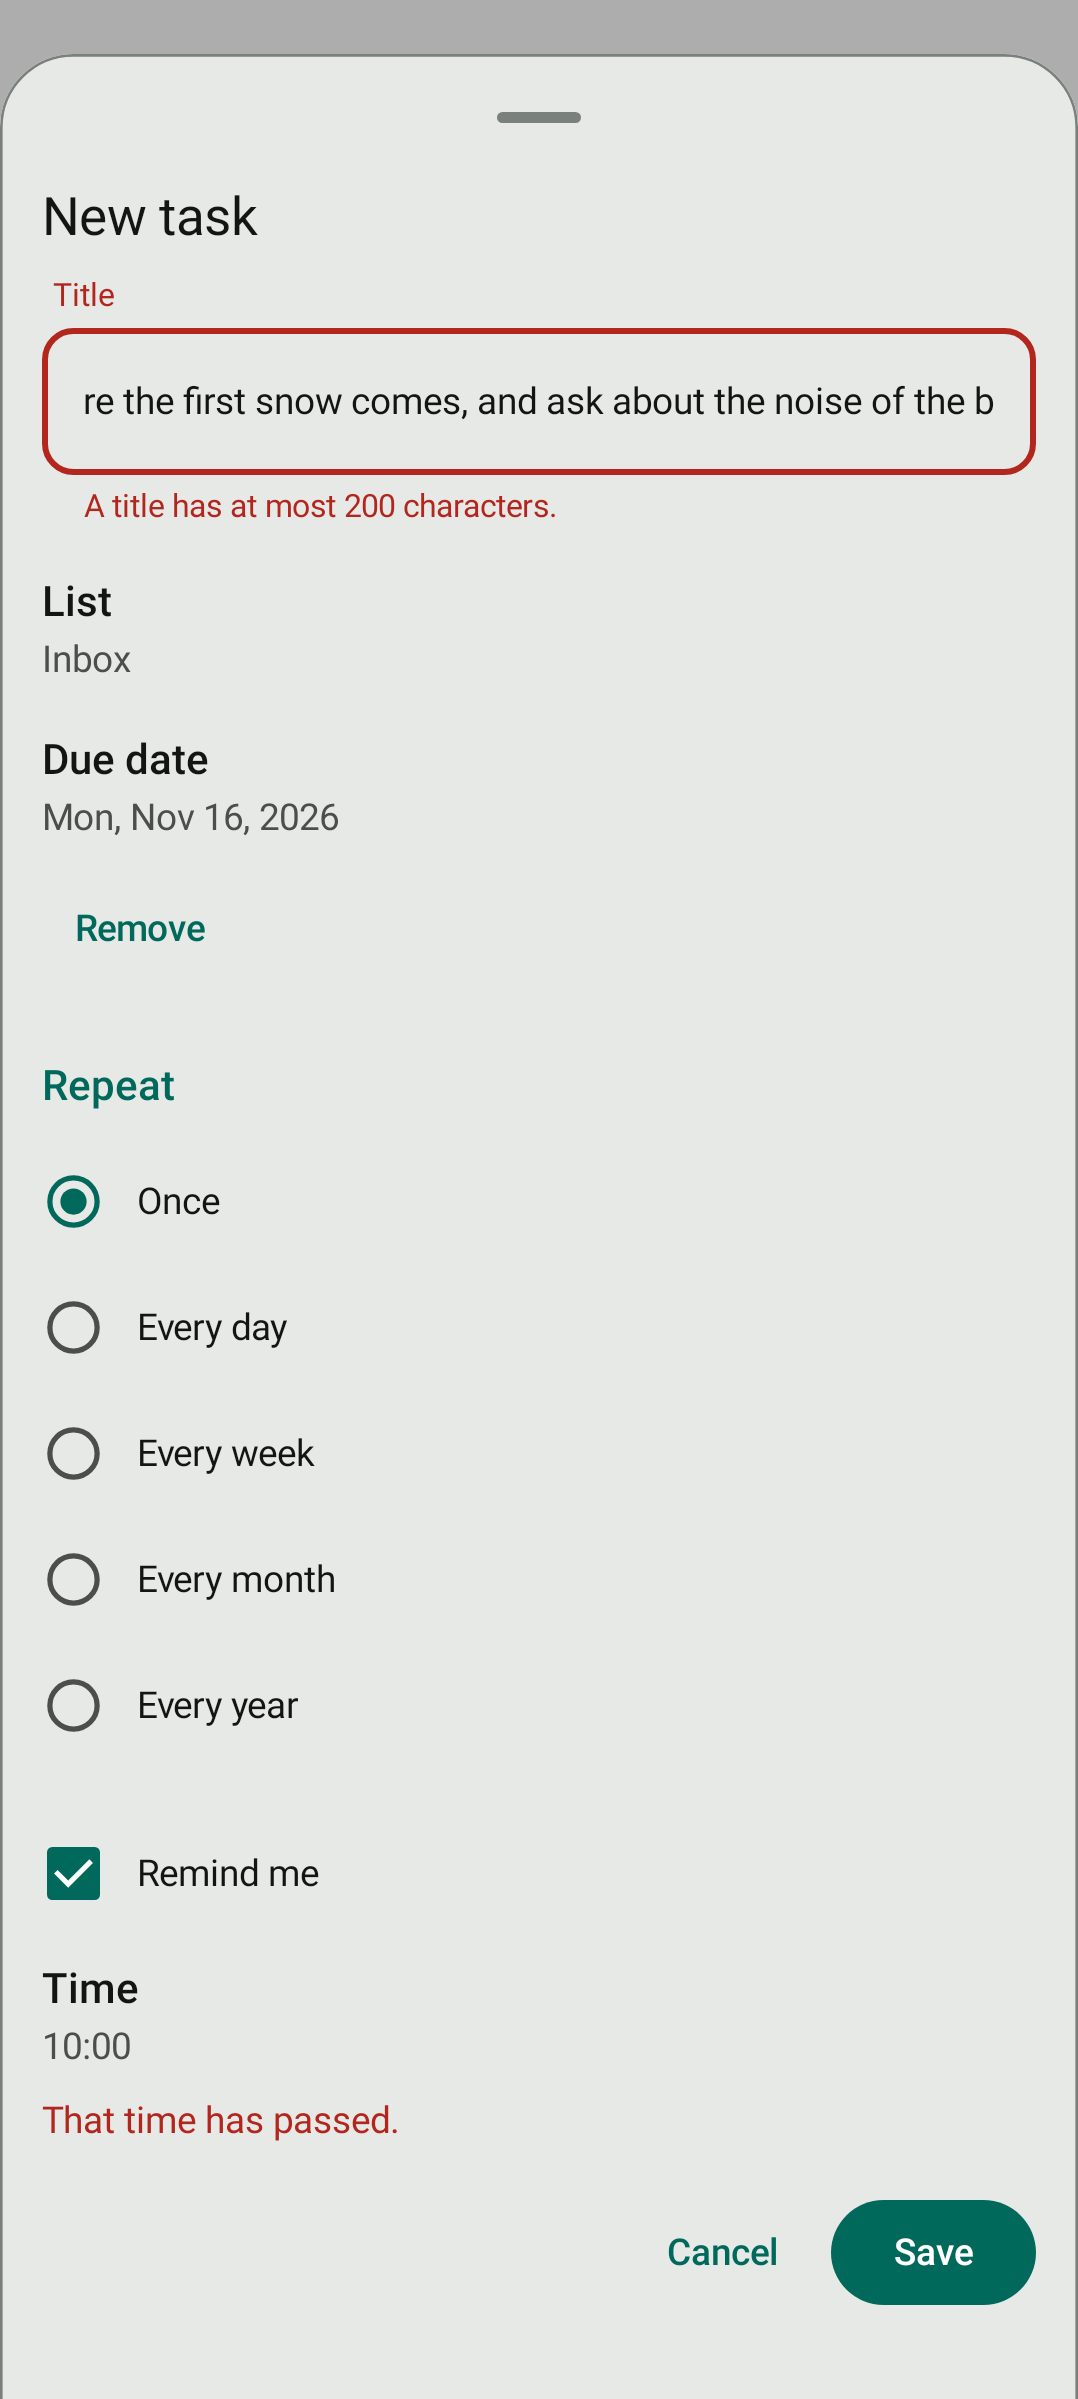 New task
Title
re the first snow comes, and ask about the noise of the b
A title has at most 200 characters.
List
Inbox
Due date
Mon, Nov 16, 2026
Remove
Repeat
Once
Every day
Every week
Every month
Every year
Remind me
Time
10:00
That time has passed.
Cancel
Save